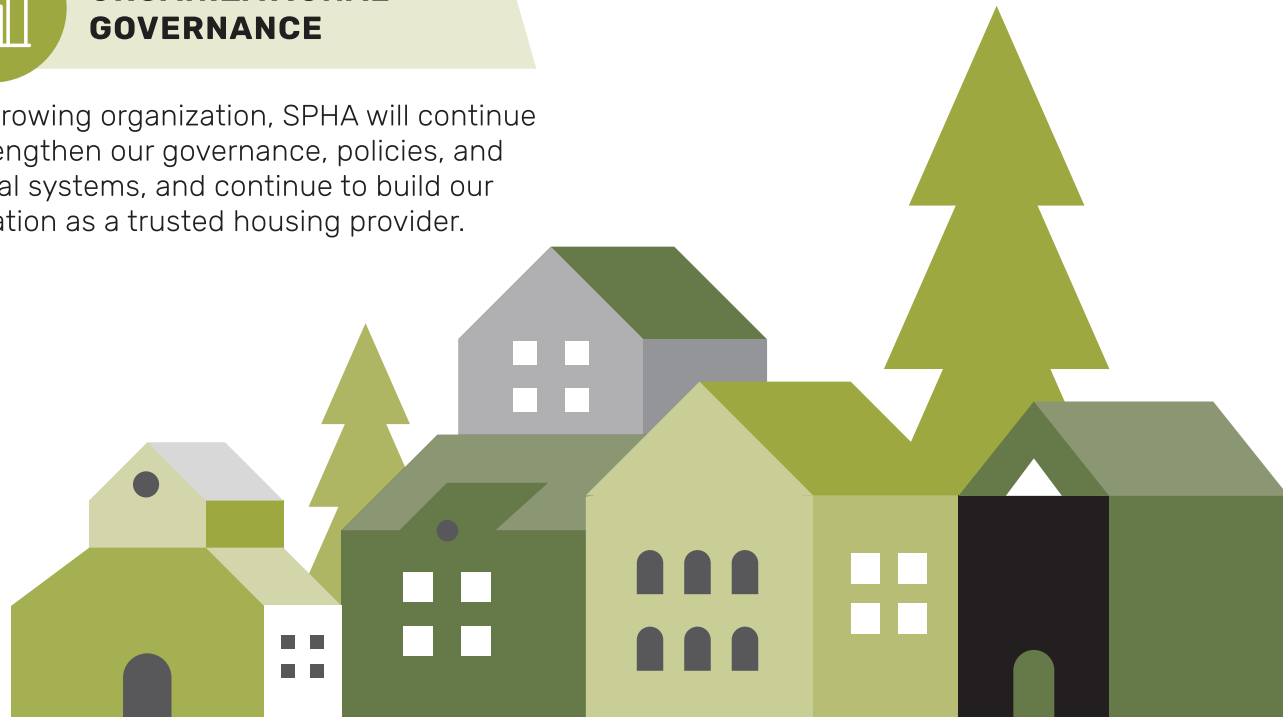 ORGANIZATIONAL
GOVERNANCE
rowing organization, SPHA will continue
engthen our governance, policies, and
al systems, and continue to build our
ation as a trusted housing provider.